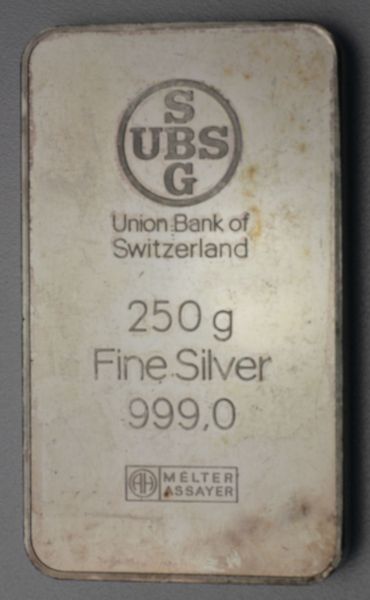 S
UBS
G
Union Bank of
Switzerland
250 g
Fine Silver
999,0
AH
MELTER
ASSAYER